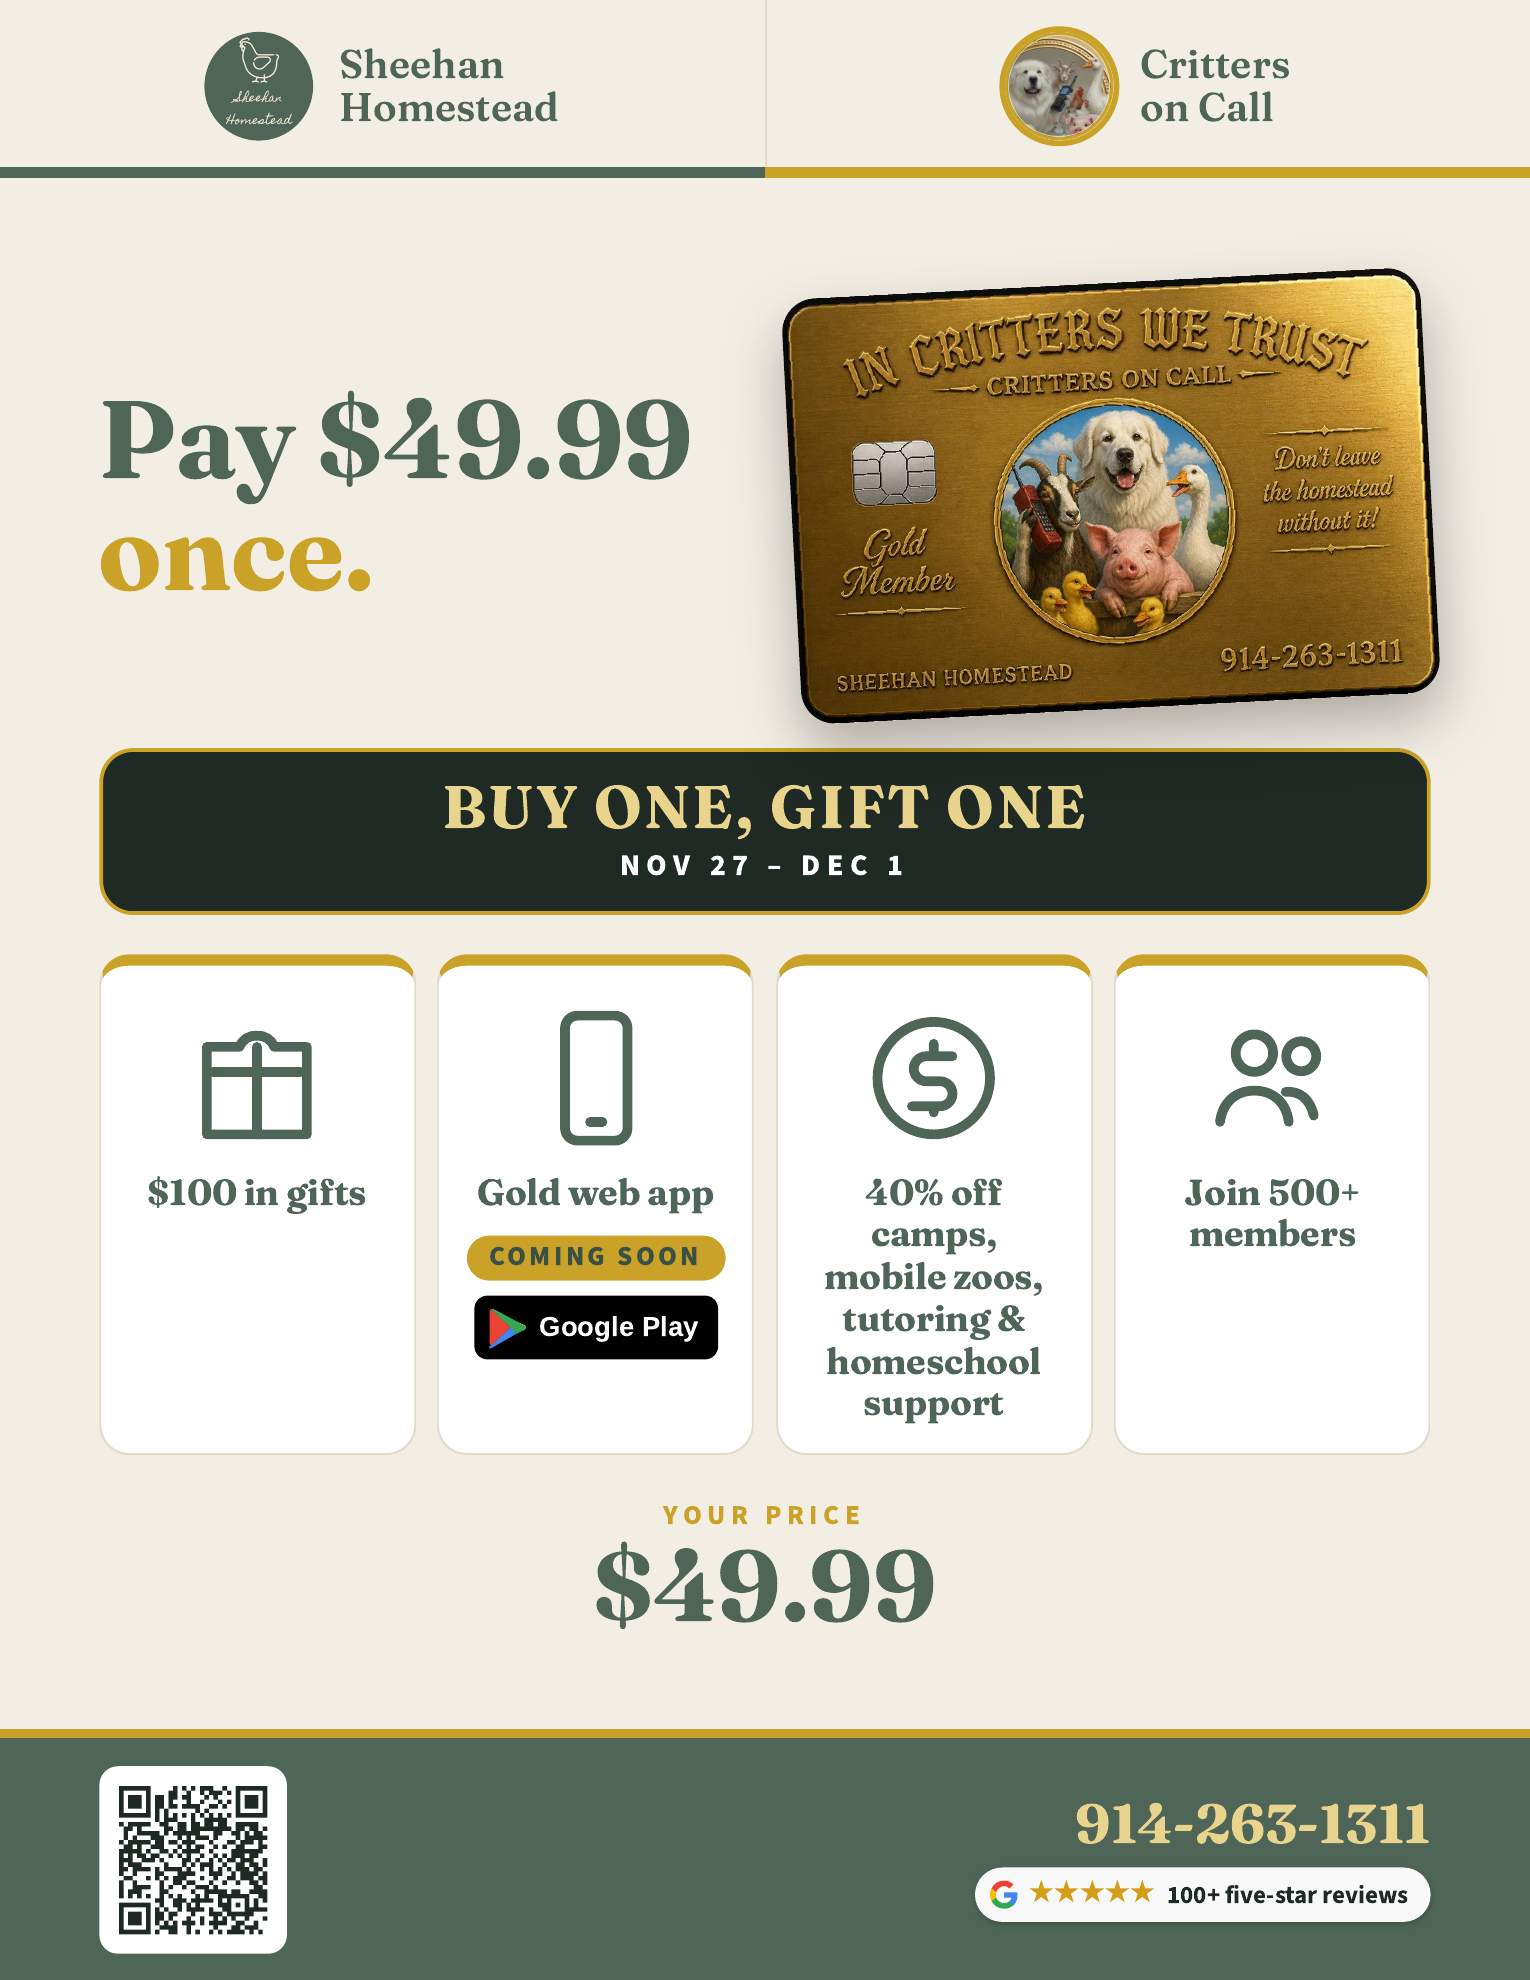 Sheehan
Homestead
Sheehan
Homestead
Critters
on Call
IN CRITTERS WE TRUST
CRITTERS ON CALL
Don't leave
the homestead
without it!
Gold
Member
SHEEHAN HOMESTEAD
914-263-1311
Pay $49.99
once.
BUY ONE, GIFT ONE
NOV 27 – DEC 1
$100 in gifts
Gold web app
COMING SOON
Google Play
40% off
camps,
mobile zoos,
tutoring &
homeschool
support
Join 500+
members
YOUR PRICE
$49.99
914-263-1311
G ★★★★★ 100+ five-star reviews